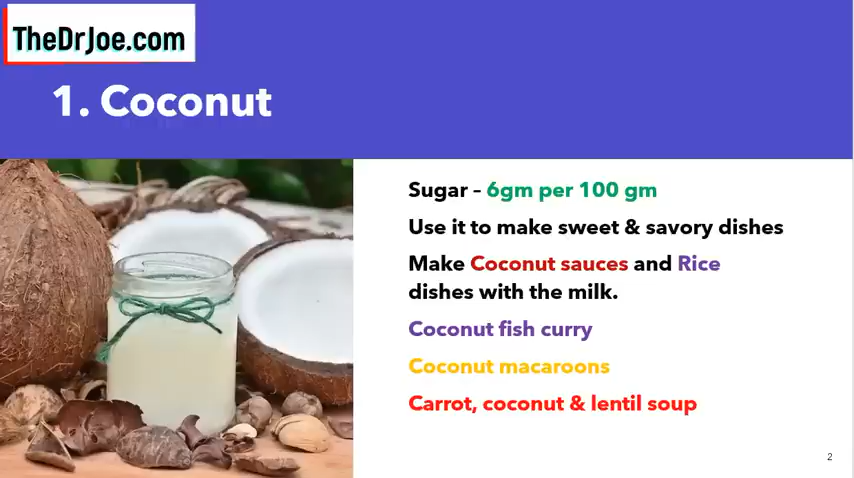 TheDrJoe.com
1. Coconut
Sugar – 6gm per 100 gm
Use it to make sweet & savory dishes
Make Coconut sauces and Rice
dishes with the milk.
Coconut fish curry
Coconut macaroons
Carrot, coconut & lentil soup
2